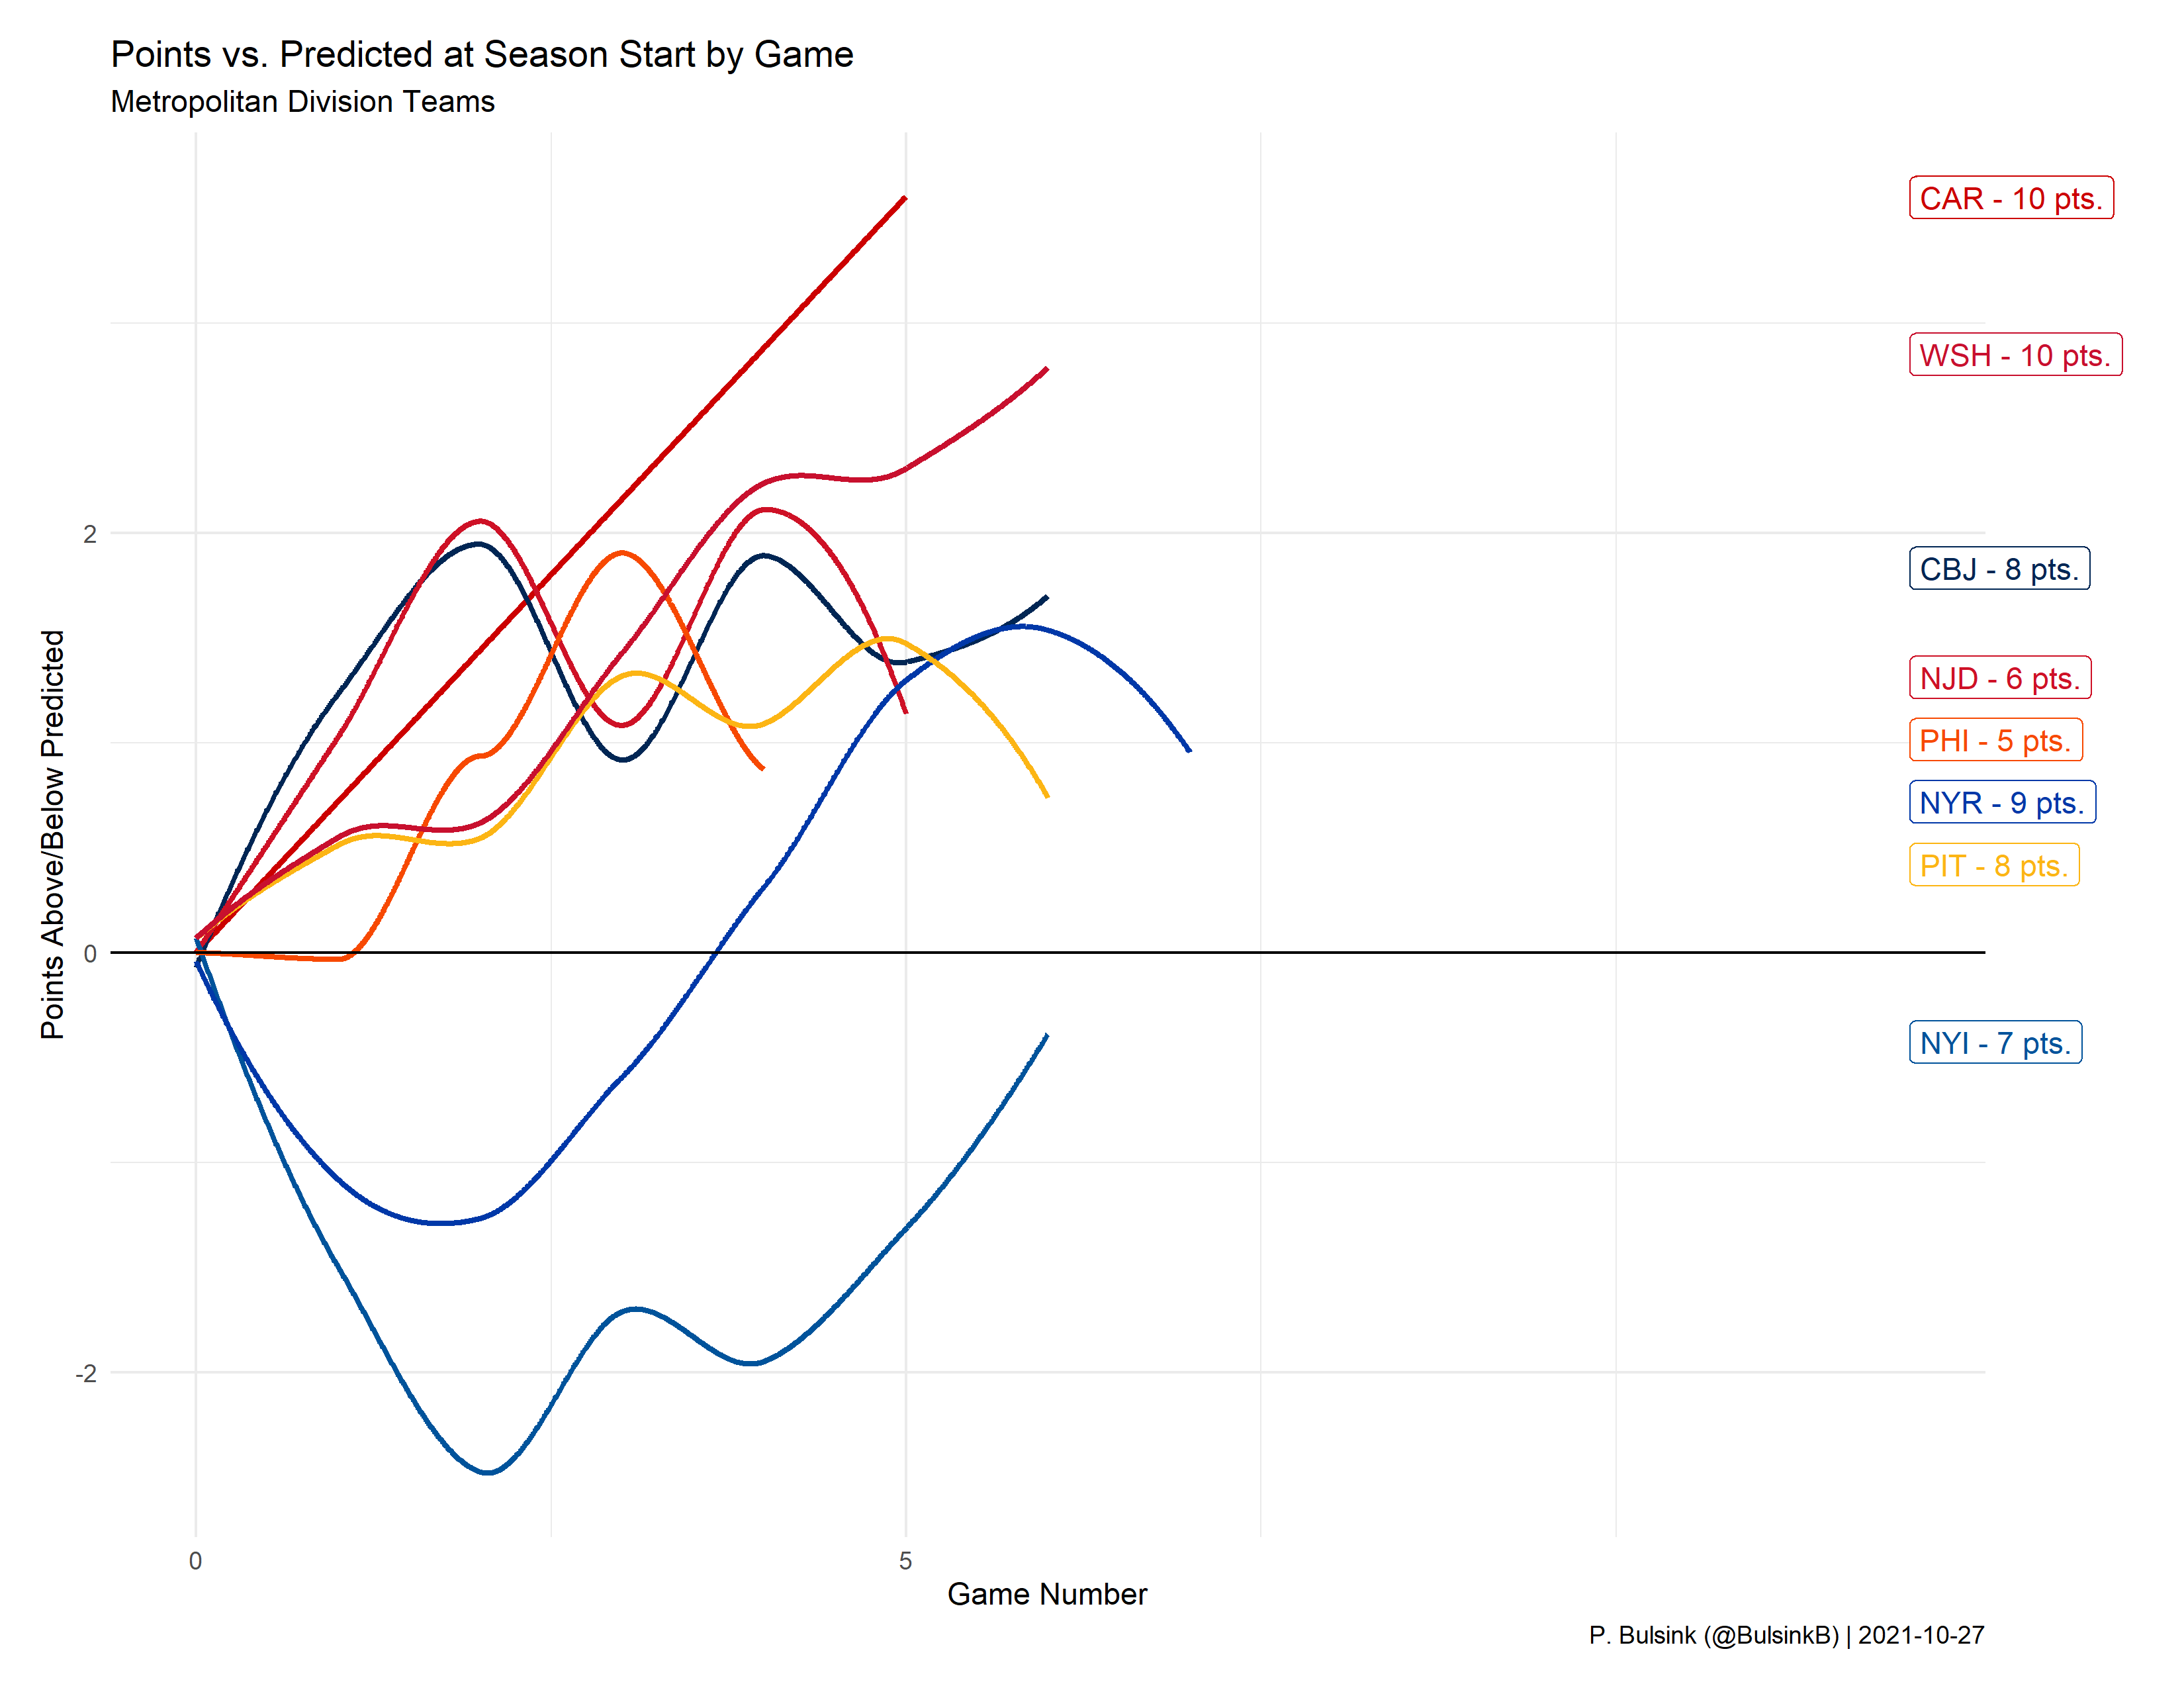 Points vs. Predicted at Season Start by Game
Metropolitan Division Teams
Points Above/Below Predicted
2
0
-2
CAR - 10 pts.
WSH - 10 pts.
CBJ - 8 pts.
NJD - 6 pts.
PHI - 5 pts.
NYR - 9 pts.
PIT - 8 pts.
NYI - 7 pts.
0
5
Game Number
P. Bulsink (@BulsinkB) | 2021-10-27